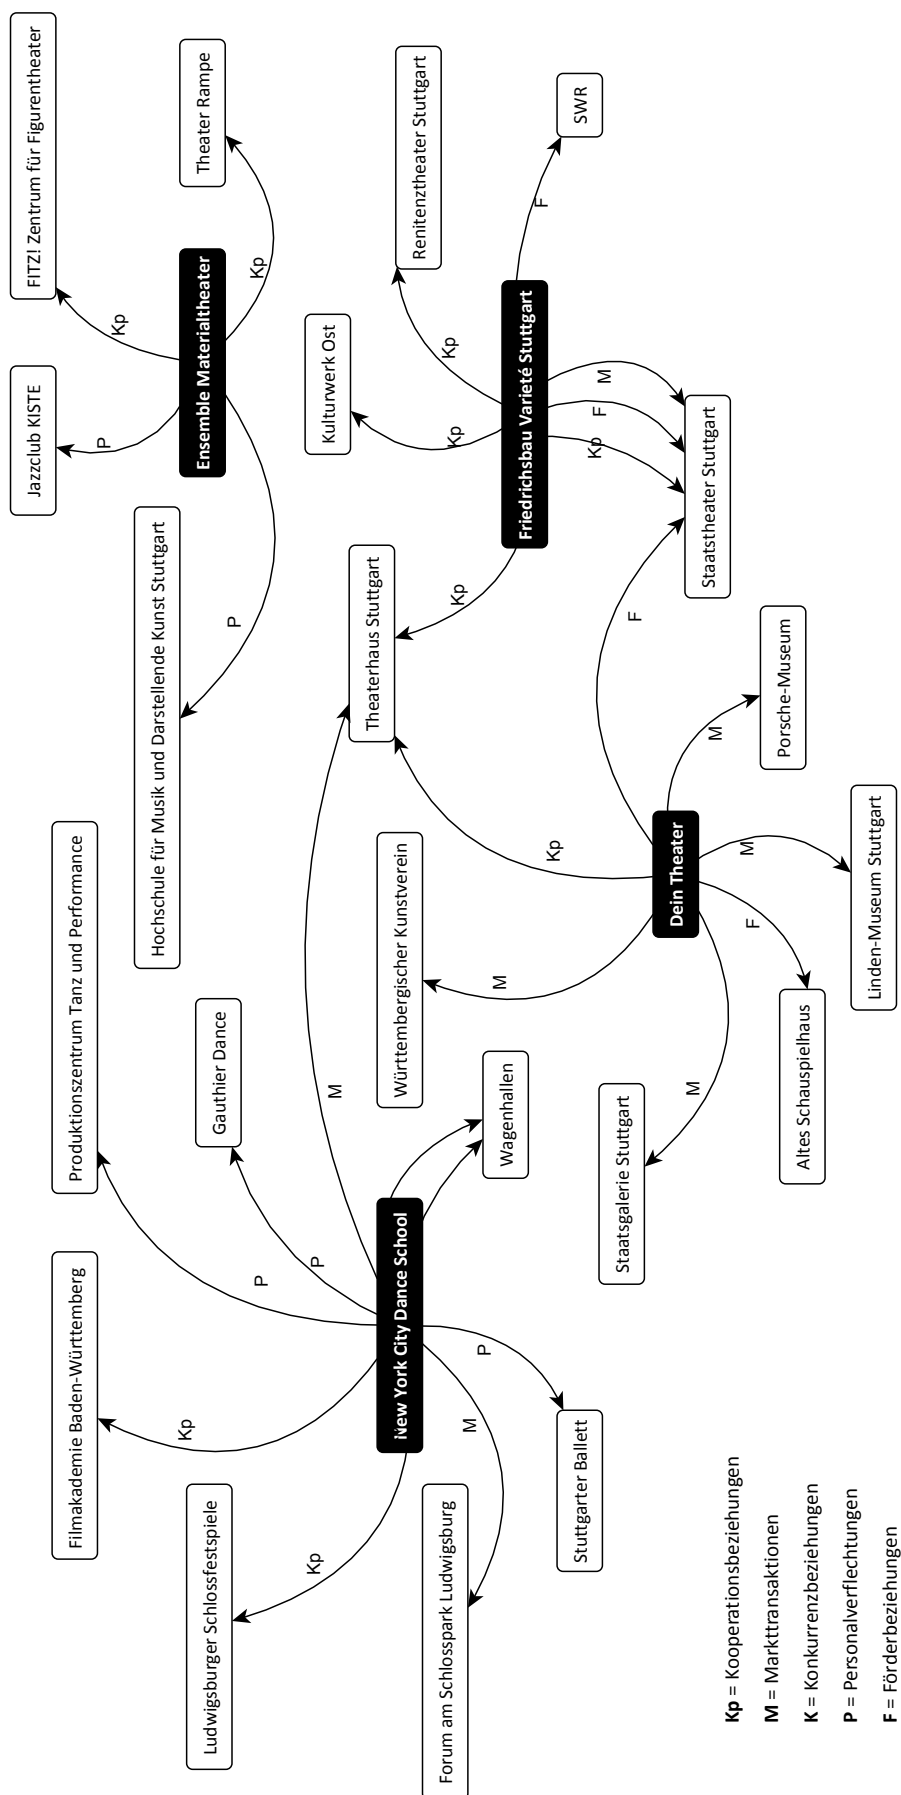 Ludwigsburger Schlossfestspiele
Filmakademie Baden-Württemberg
Produktionszentrum Tanz und Performance
Gauthier Dance
Hochschule für Musik und Darstellende Kunst Stuttgart
Jazzclub KISTE
FITZ! Zentrum für Figurentheater
Theater Rampe
Ensemble Materialtheater
P
Kp
Kp
P
Kp
Kp
P
P
M
New York City Dance School
M
P
Forum am Schlosspark Ludwigsburg
Stuttgarter Ballett
Wagenhallen
Württembergischer Kunstverein
Theaterhaus Stuttgart
Kulturwerk Ost
Renitenztheater Stuttgart
SWR
Kp
Kp
Kp
F
Friedrichsbau Varieté Stuttgart
Kp
F
M
Staatstheater Stuttgart
M
Kp
F
Dein Theater
M
M
F
M
Staatsgalerie Stuttgart
Altes Schauspielhaus
Linden-Museum Stuttgart
Porsche-Museum
Kp = Kooperationsbeziehungen
M = Markttransaktionen
K = Konkurrenzbeziehungen
P = Personalverflechtungen
F = Förderbeziehungen